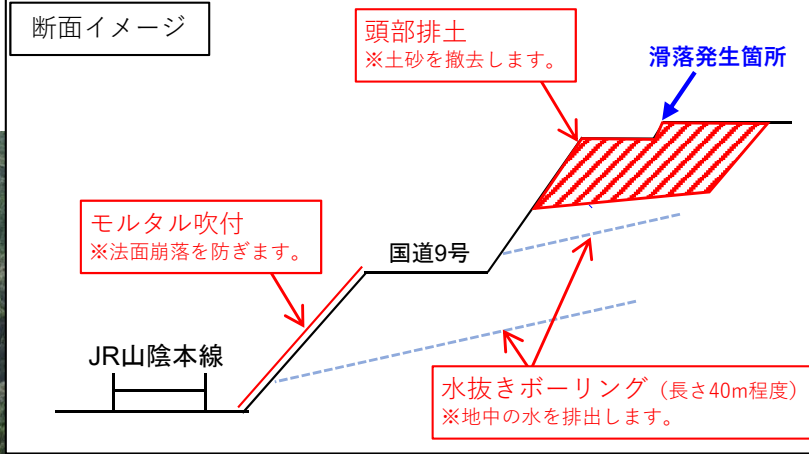 断面イメージ
頭部排土
※土砂を撤去します。
滑落発生箇所
モルタル吹付
※法面崩落を防ぎます。
国道9号
JR山陰本線
水抜きボーリング（長さ40m程度）
※地中の水を排出します。